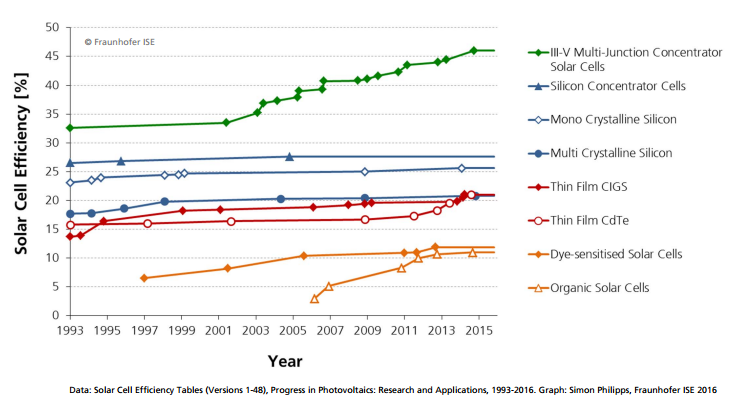 © Fraunhofer ISE
Solar Cell Efficiency [%]
50
45
40
35
30
25
20
15
10
5
0
1993 1995 1997 1999 2001 2003 2005 2007 2009 2011 2013 2015
Year
III-V Multi-Junction Concentrator
Solar Cells
Silicon Concentrator Cells
Mono Crystalline Silicon
Multi Crystalline Silicon
Thin Film CIGS
Thin Film CdTe
Dye-sensitised Solar Cells
Organic Solar Cells
Data: Solar Cell Efficiency Tables (Versions 1-48), Progress in Photovoltaics: Research and Applications, 1993-2016. Graph: Simon Philipps, Fraunhofer ISE 2016